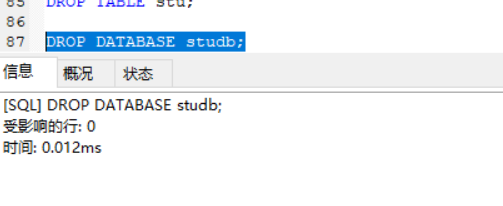 85 DROP TABLE stu;
86
87 DROP DATABASE studb;
信息 概况 状态
[SQL] DROP DATABASE studb;
受影响的行: 0
时间: 0.012ms